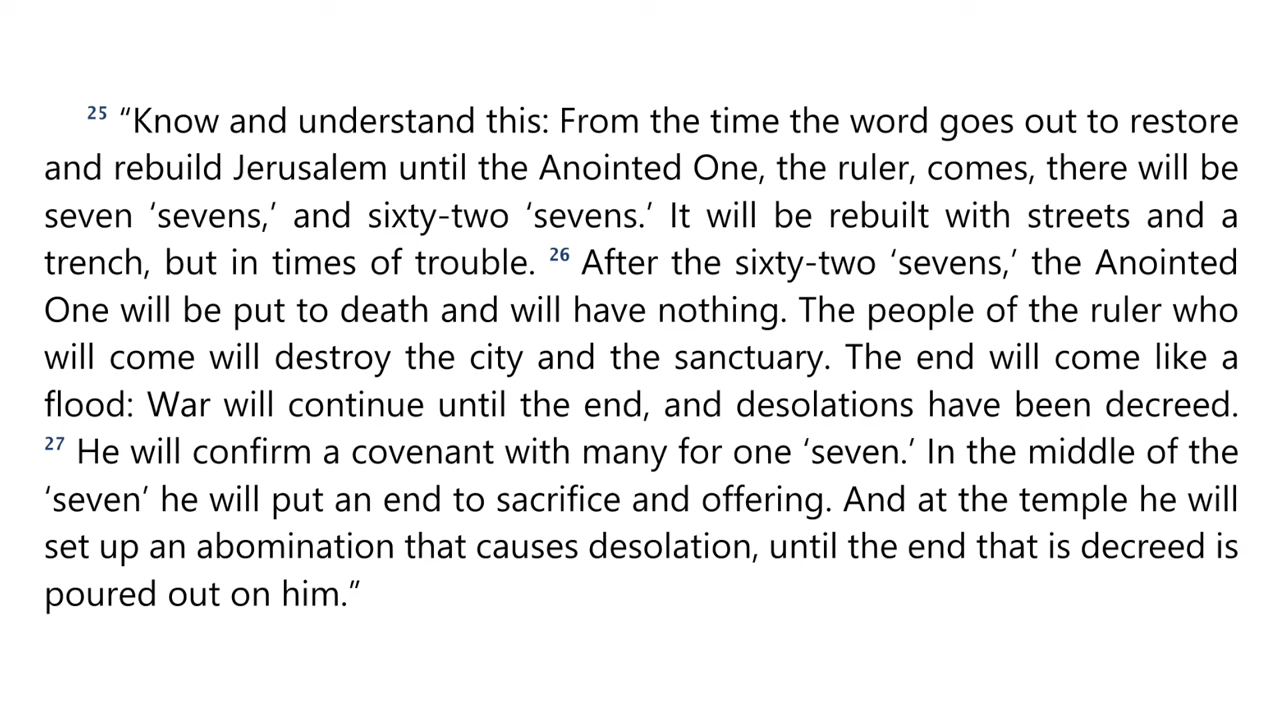 25 “Know and understand this: From the time the word goes out to restore
and rebuild Jerusalem until the Anointed One, the ruler, comes, there will be
seven ‘sevens,’ and sixty-two ‘sevens.’ It will be rebuilt with streets and a
trench, but in times of trouble. 26 After the sixty-two ‘sevens,’ the Anointed
One will be put to death and will have nothing. The people of the ruler who
will come will destroy the city and the sanctuary. The end will come like a
flood: War will continue until the end, and desolations have been decreed.
27 He will confirm a covenant with many for one ‘seven.’ In the middle of the
‘seven’ he will put an end to sacrifice and offering. And at the temple he will
set up an abomination that causes desolation, until the end that is decreed is
poured out on him.”